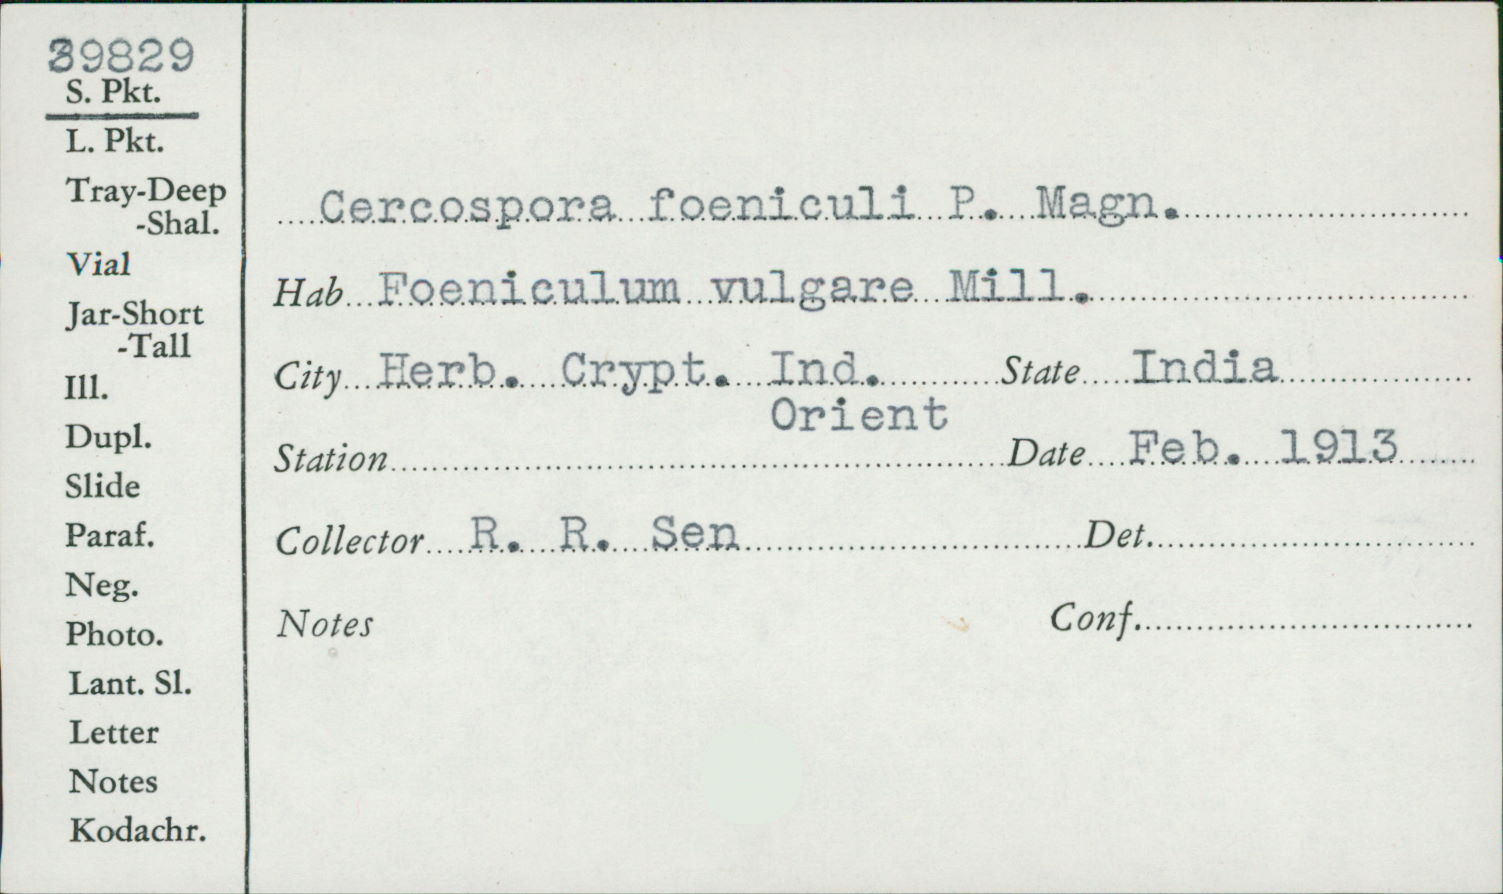 39829
S. Pkt.
L. Pkt.
Tray-Deep
-Shal.
Vial
Jar-Short
-Tall
Ill.
Dupl.
Slide
Paraf.
Neg.
Photo.
Lant. Sl.
Letter
Notes
Kodachr.
Cercospora foeniculi P. Magn.
Hab Foeniculum vulgare Mill.
City Herb. Crypt. Ind. State India
Orient
Station Date Feb. 1913
Collector R. R. Sen Det.
Notes Conf.